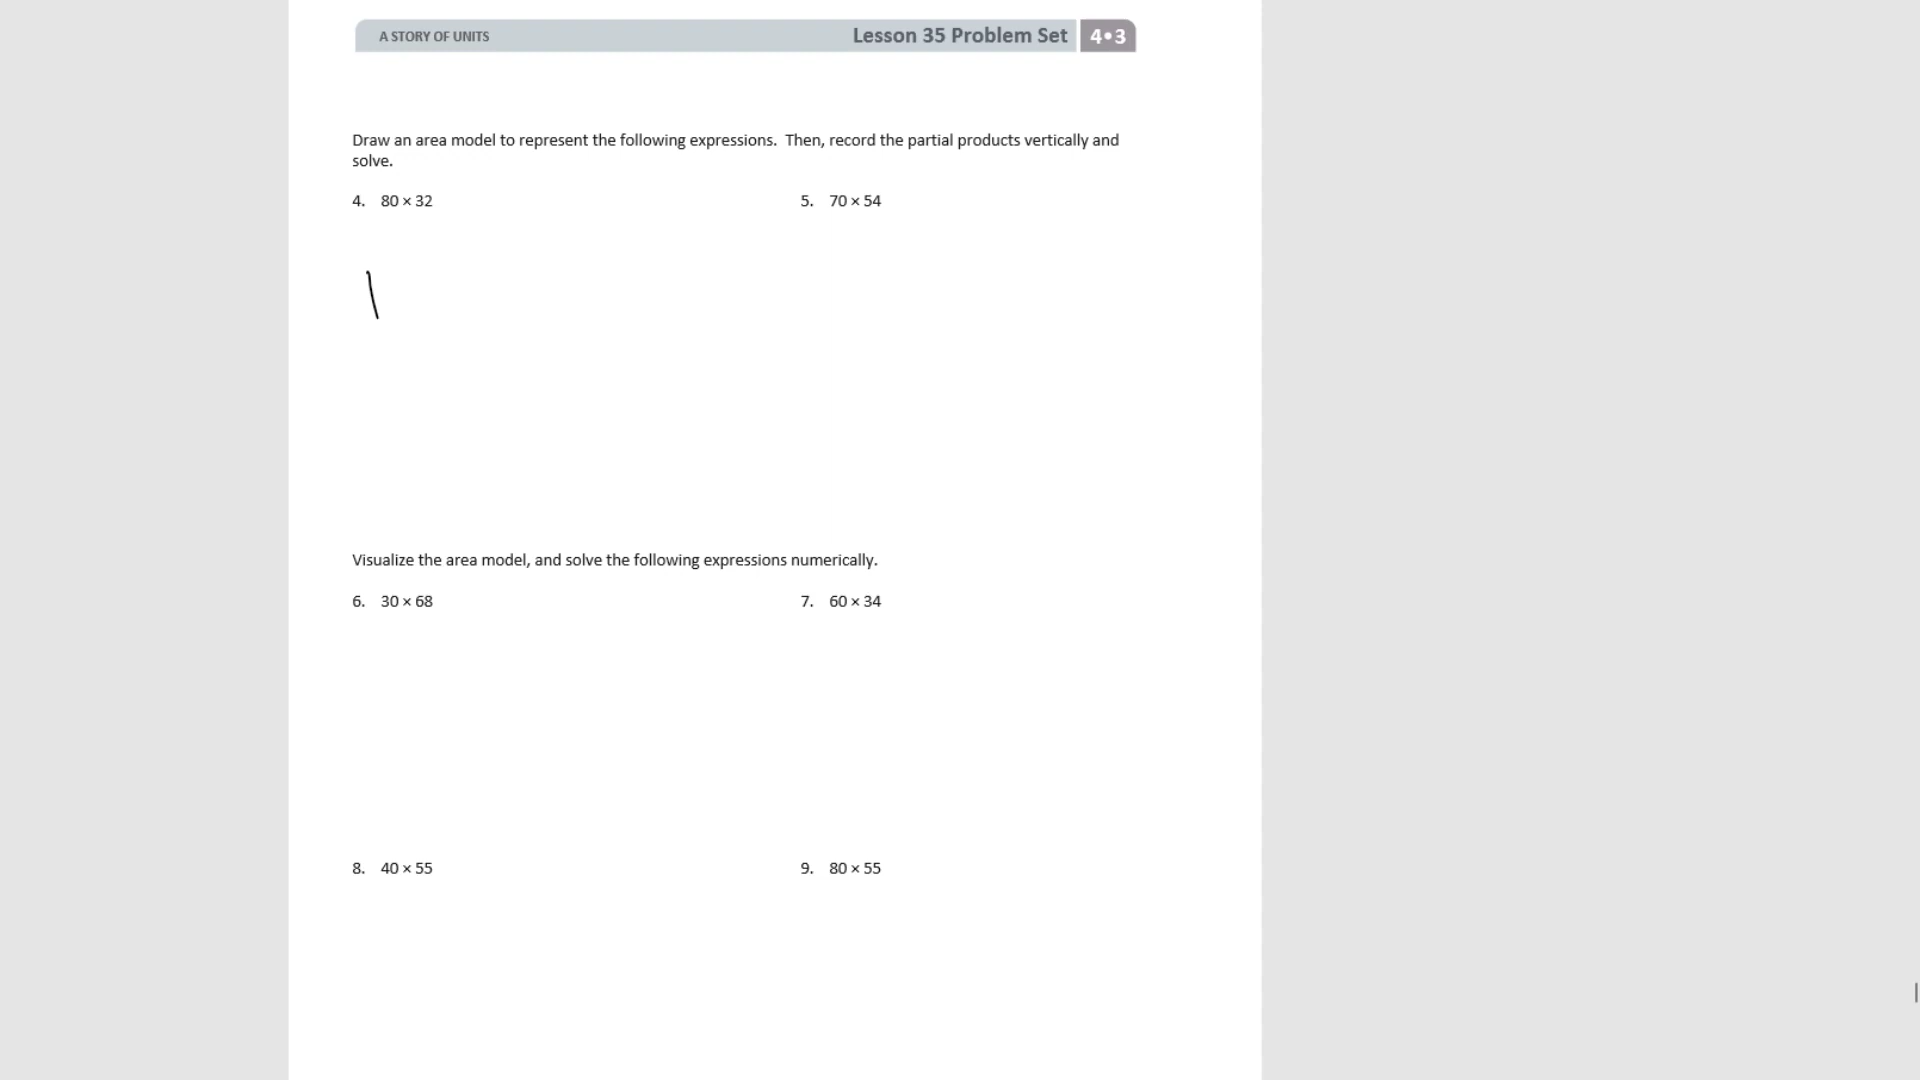 A STORY OF UNITS
Lesson 35 Problem Set 4•3
Draw an area model to represent the following expressions. Then, record the partial products vertically and
solve.
4. 80 × 32
5. 70 × 54
Visualize the area model, and solve the following expressions numerically.
6. 30 × 68
7. 60 × 34
8. 40 × 55
9. 80 × 55